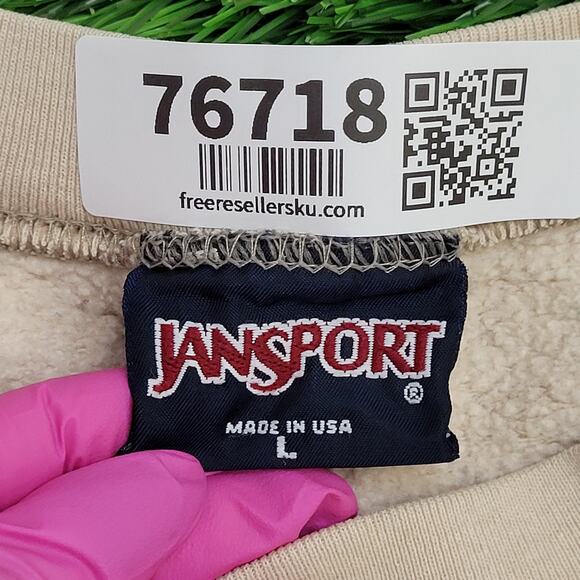 76718
freeresellersku.com
JANSPORT
®
MADE IN USA
L